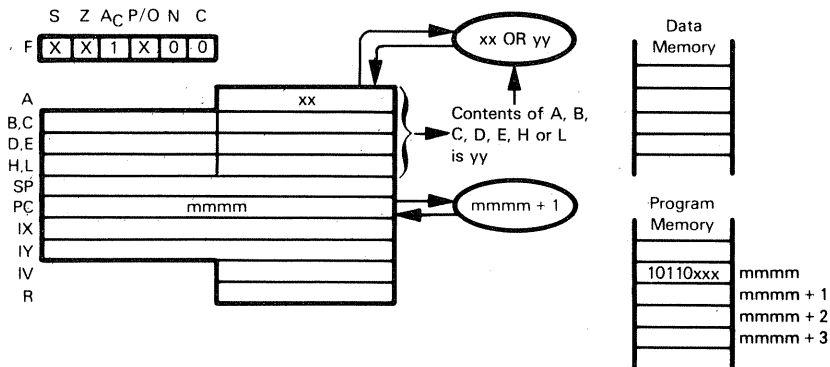 S Z AC P/O N C
F X X 1 X 0 0
xx OR yy
Data
Memory
A xx
B,C
D,E
H,L
Contents of A, B,
C, D, E, H or L
is yy
SP
PC mmmm
mmmm + 1
IX
IY
IV
R
Program
Memory
10110xxx mmmm
mmmm + 1
mmmm + 2
mmmm + 3